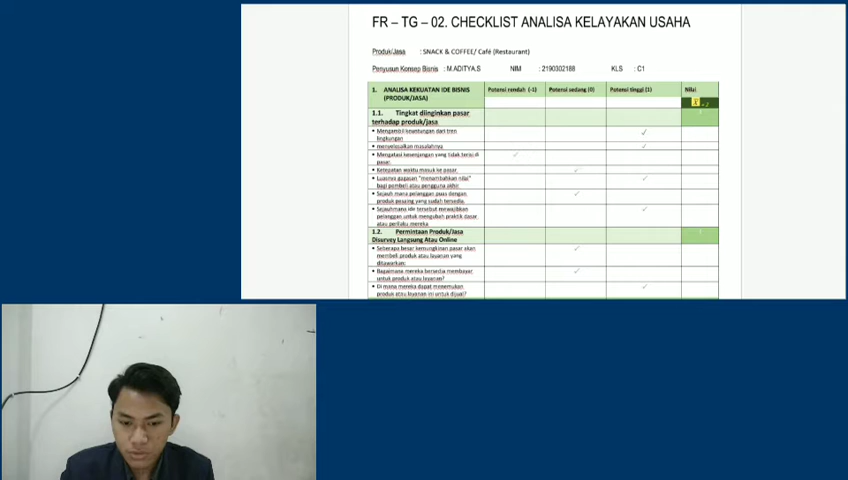 FR – TG – 02. CHECKLIST ANALISA KELAYAKAN USAHA
Produk/Jasa : SNACK & COFFEE/ Café (Restaurant)
Penyusun Konsep Bisnis : M.ADITYA.S NIM : 2190302188 KLS : C1
1. ANALISA KEKUATAN IDE BISNIS (PRODUK/JASA) Potensi rendah (-1) Potensi sedang (0) Potensi tinggi (1) Nilai
1.1. Tingkat diinginkan pasar
terhadap produk/jasa
• Mengambil keuntungan dari tren
lingkungan ✓
• menyelesaikan masalahnya ✓
• Mengatasi kesenjangan yang tidak terisi di
pasar ✓
• Ketepatan waktu masuk ke pasar ✓
• Luasnya gagasan "menambahkan nilai"
bagi pembeli atau pengguna akhir ✓
• Sejauh mana pelanggan puas dengan
produk pesaing yang sudah tersedia ✓
• Sejauhmana ide tersebut mewajibkan
pelanggan untuk mengubah praktik dasar
atau perilaku mereka ✓
1.2. Permintaan Produk/Jasa
Disurvey Langsung Atau Online
• Seberapa besar kemungkinan pasar akan
membeli produk atau layanan yang
ditawarkan: ✓
• Bagaimana mereka bersedia membayar
untuk produk atau layanan? ✓
• Di mana mereka dapat menemukan
produk atau layanan ini untuk dijual? ✓